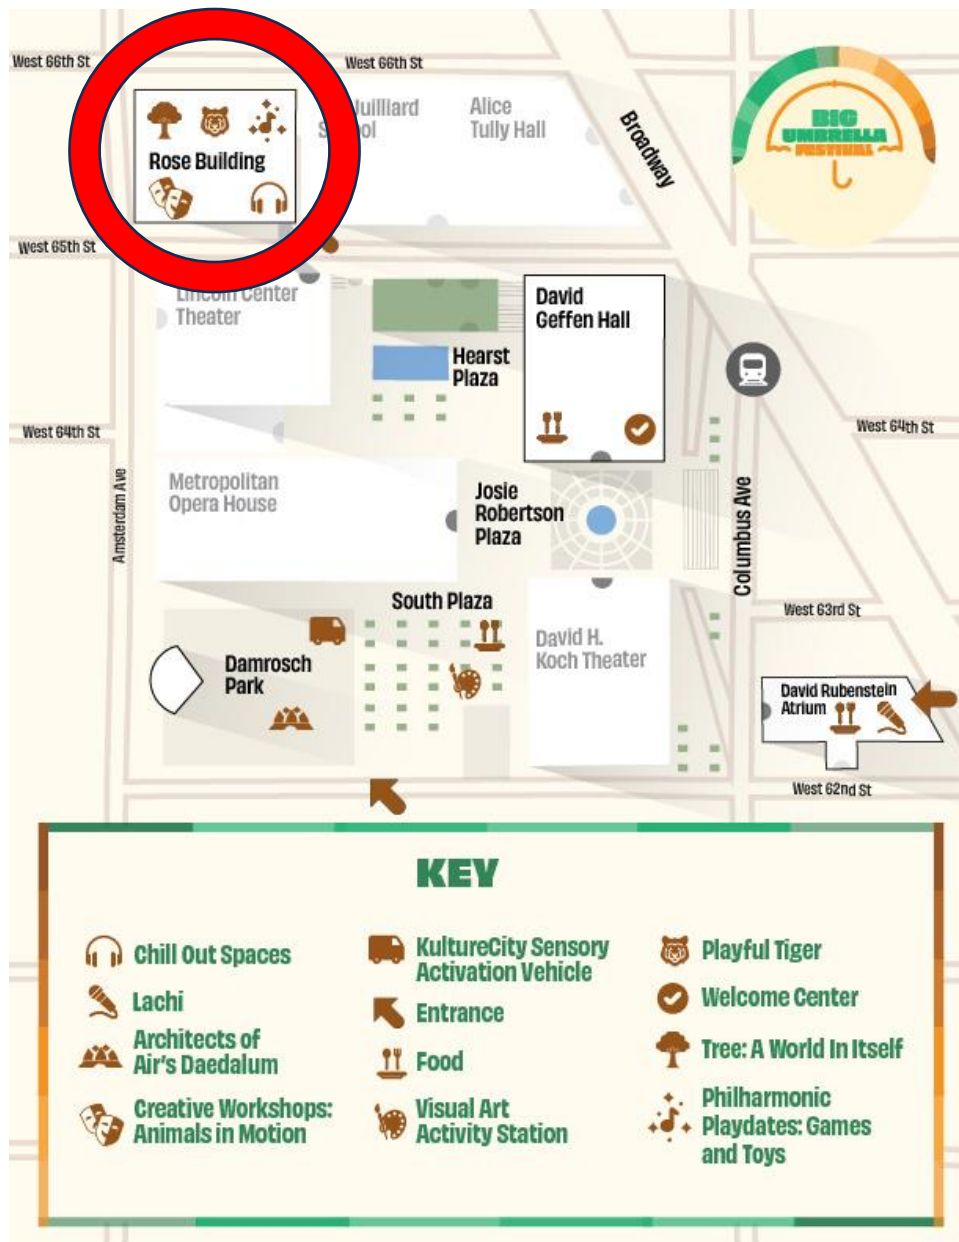 West 66th St
West 66th St
Juilliard
Alice
Tully Hall
Broadway
BIG
UMBRELLA
FESTIVAL
Rose Building
West 65th St
Lincoln Center
Theater
David
Geffen Hall
Hearst
Plaza
West 64th St
West 64th St
Amsterdam Ave
Metropolitan
Opera House
Josie
Robertson
Plaza
Columbus Ave
South Plaza
West 63rd St
David H.
Koch Theater
Damrosch
Park
David Rubenstein
Atrium
West 62nd St
KEY
Chill Out Spaces
Lachi
Architects of
Air's Daedalum
Creative Workshops:
Animals in Motion
KultureCity Sensory
Activation Vehicle
Entrance
Food
Visual Art
Activity Station
Playful Tiger
Welcome Center
Tree: A World In Itself
Philharmonic
Playdates: Games
and Toys